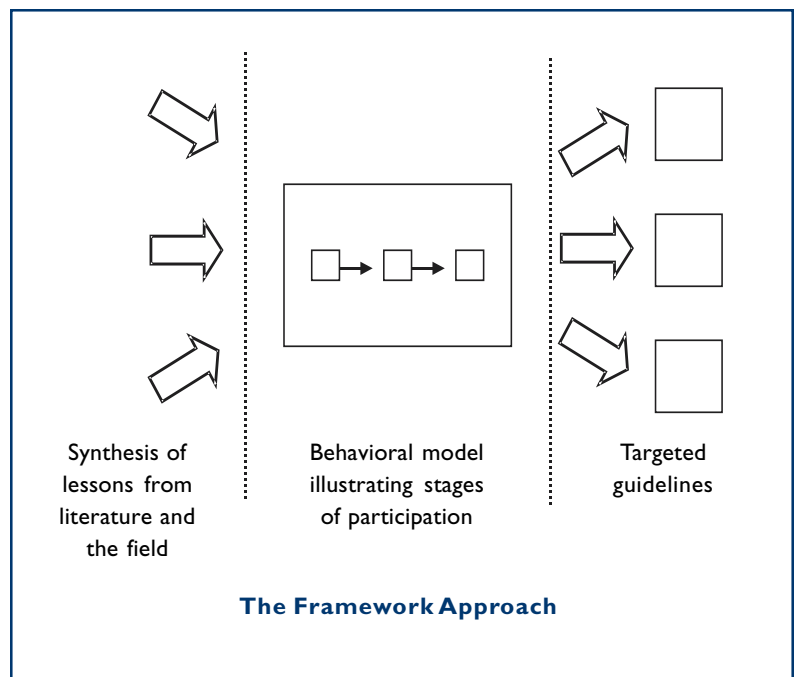 Synthesis of
lessons from
literature and
the field
Behavioral model
illustrating stages
of participation
Targeted
guidelines
The Framework Approach